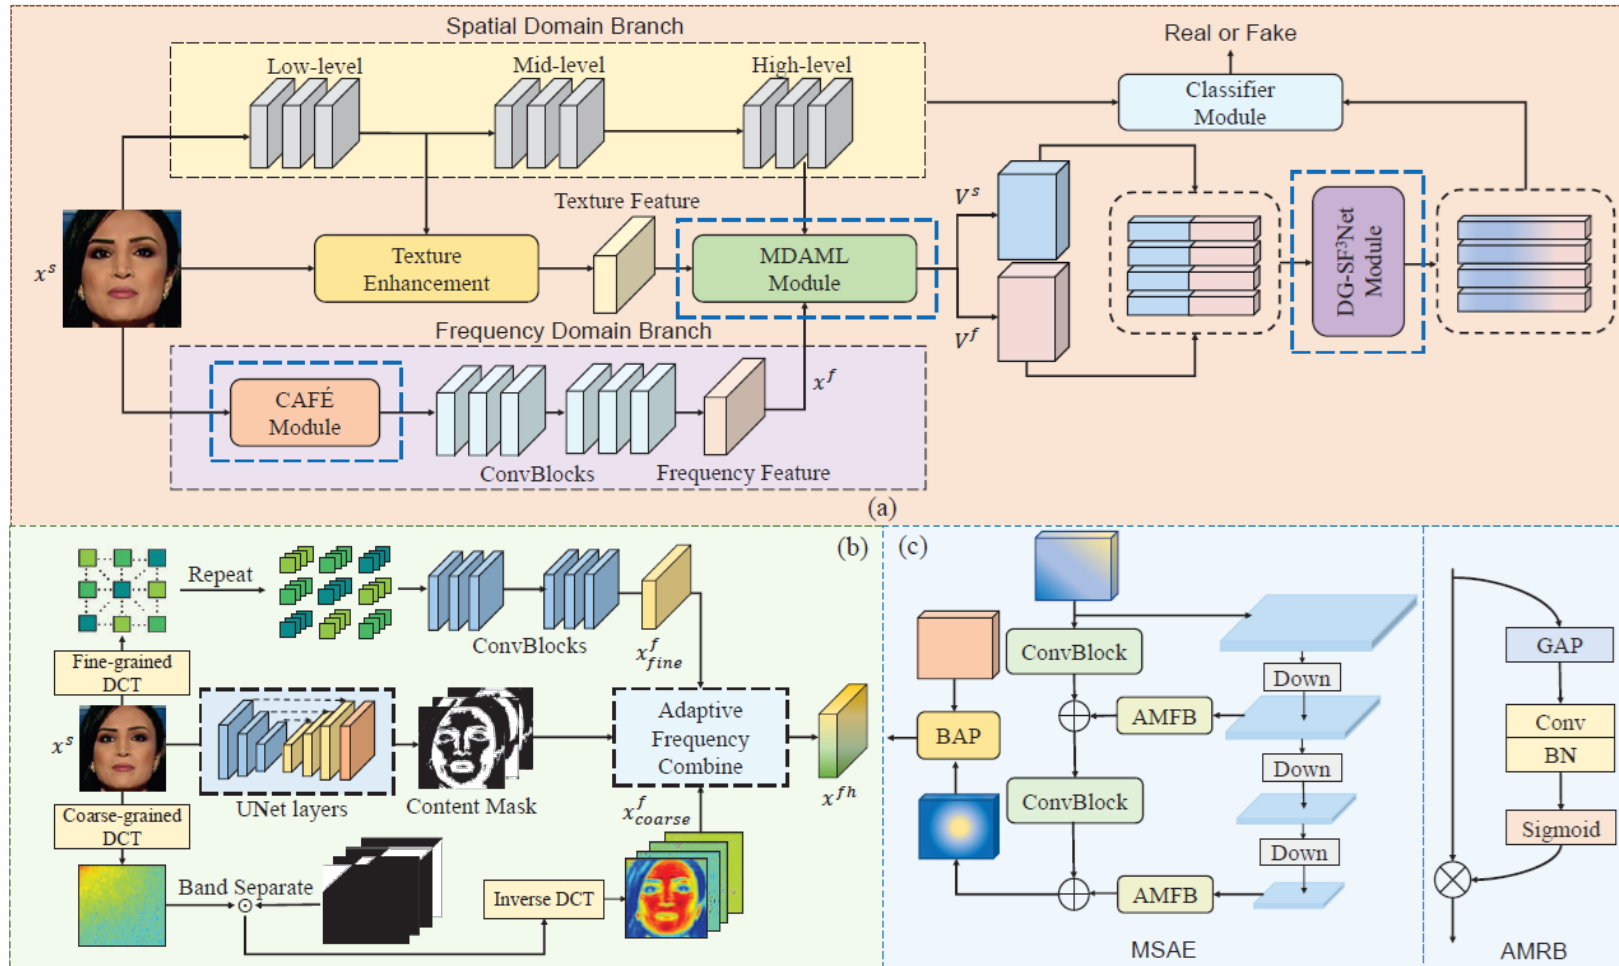 Spatial Domain Branch
Low-level
Mid-level
High-level
Real or Fake
Classifier
Module
Texture Feature
x^s
Texture
Enhancement
MDAML
Module
V^s
V^f
DG-SF³Net
Module
Frequency Domain Branch
CAFÉ
Module
ConvBlocks
Frequency Feature
x^f
(a)
(b)
Repeat
ConvBlocks
x^f_fine
Fine-grained
DCT
x^s
UNet layers
Content Mask
Adaptive
Frequency
Combine
x^fh
Coarse-grained
DCT
x^f_coarse
Band Separate
Inverse DCT
(c)
ConvBlock
Down
AMFB
BAP
Down
ConvBlock
Down
AMFB
MSAE
GAP
Conv
BN
Sigmoid
AMRB